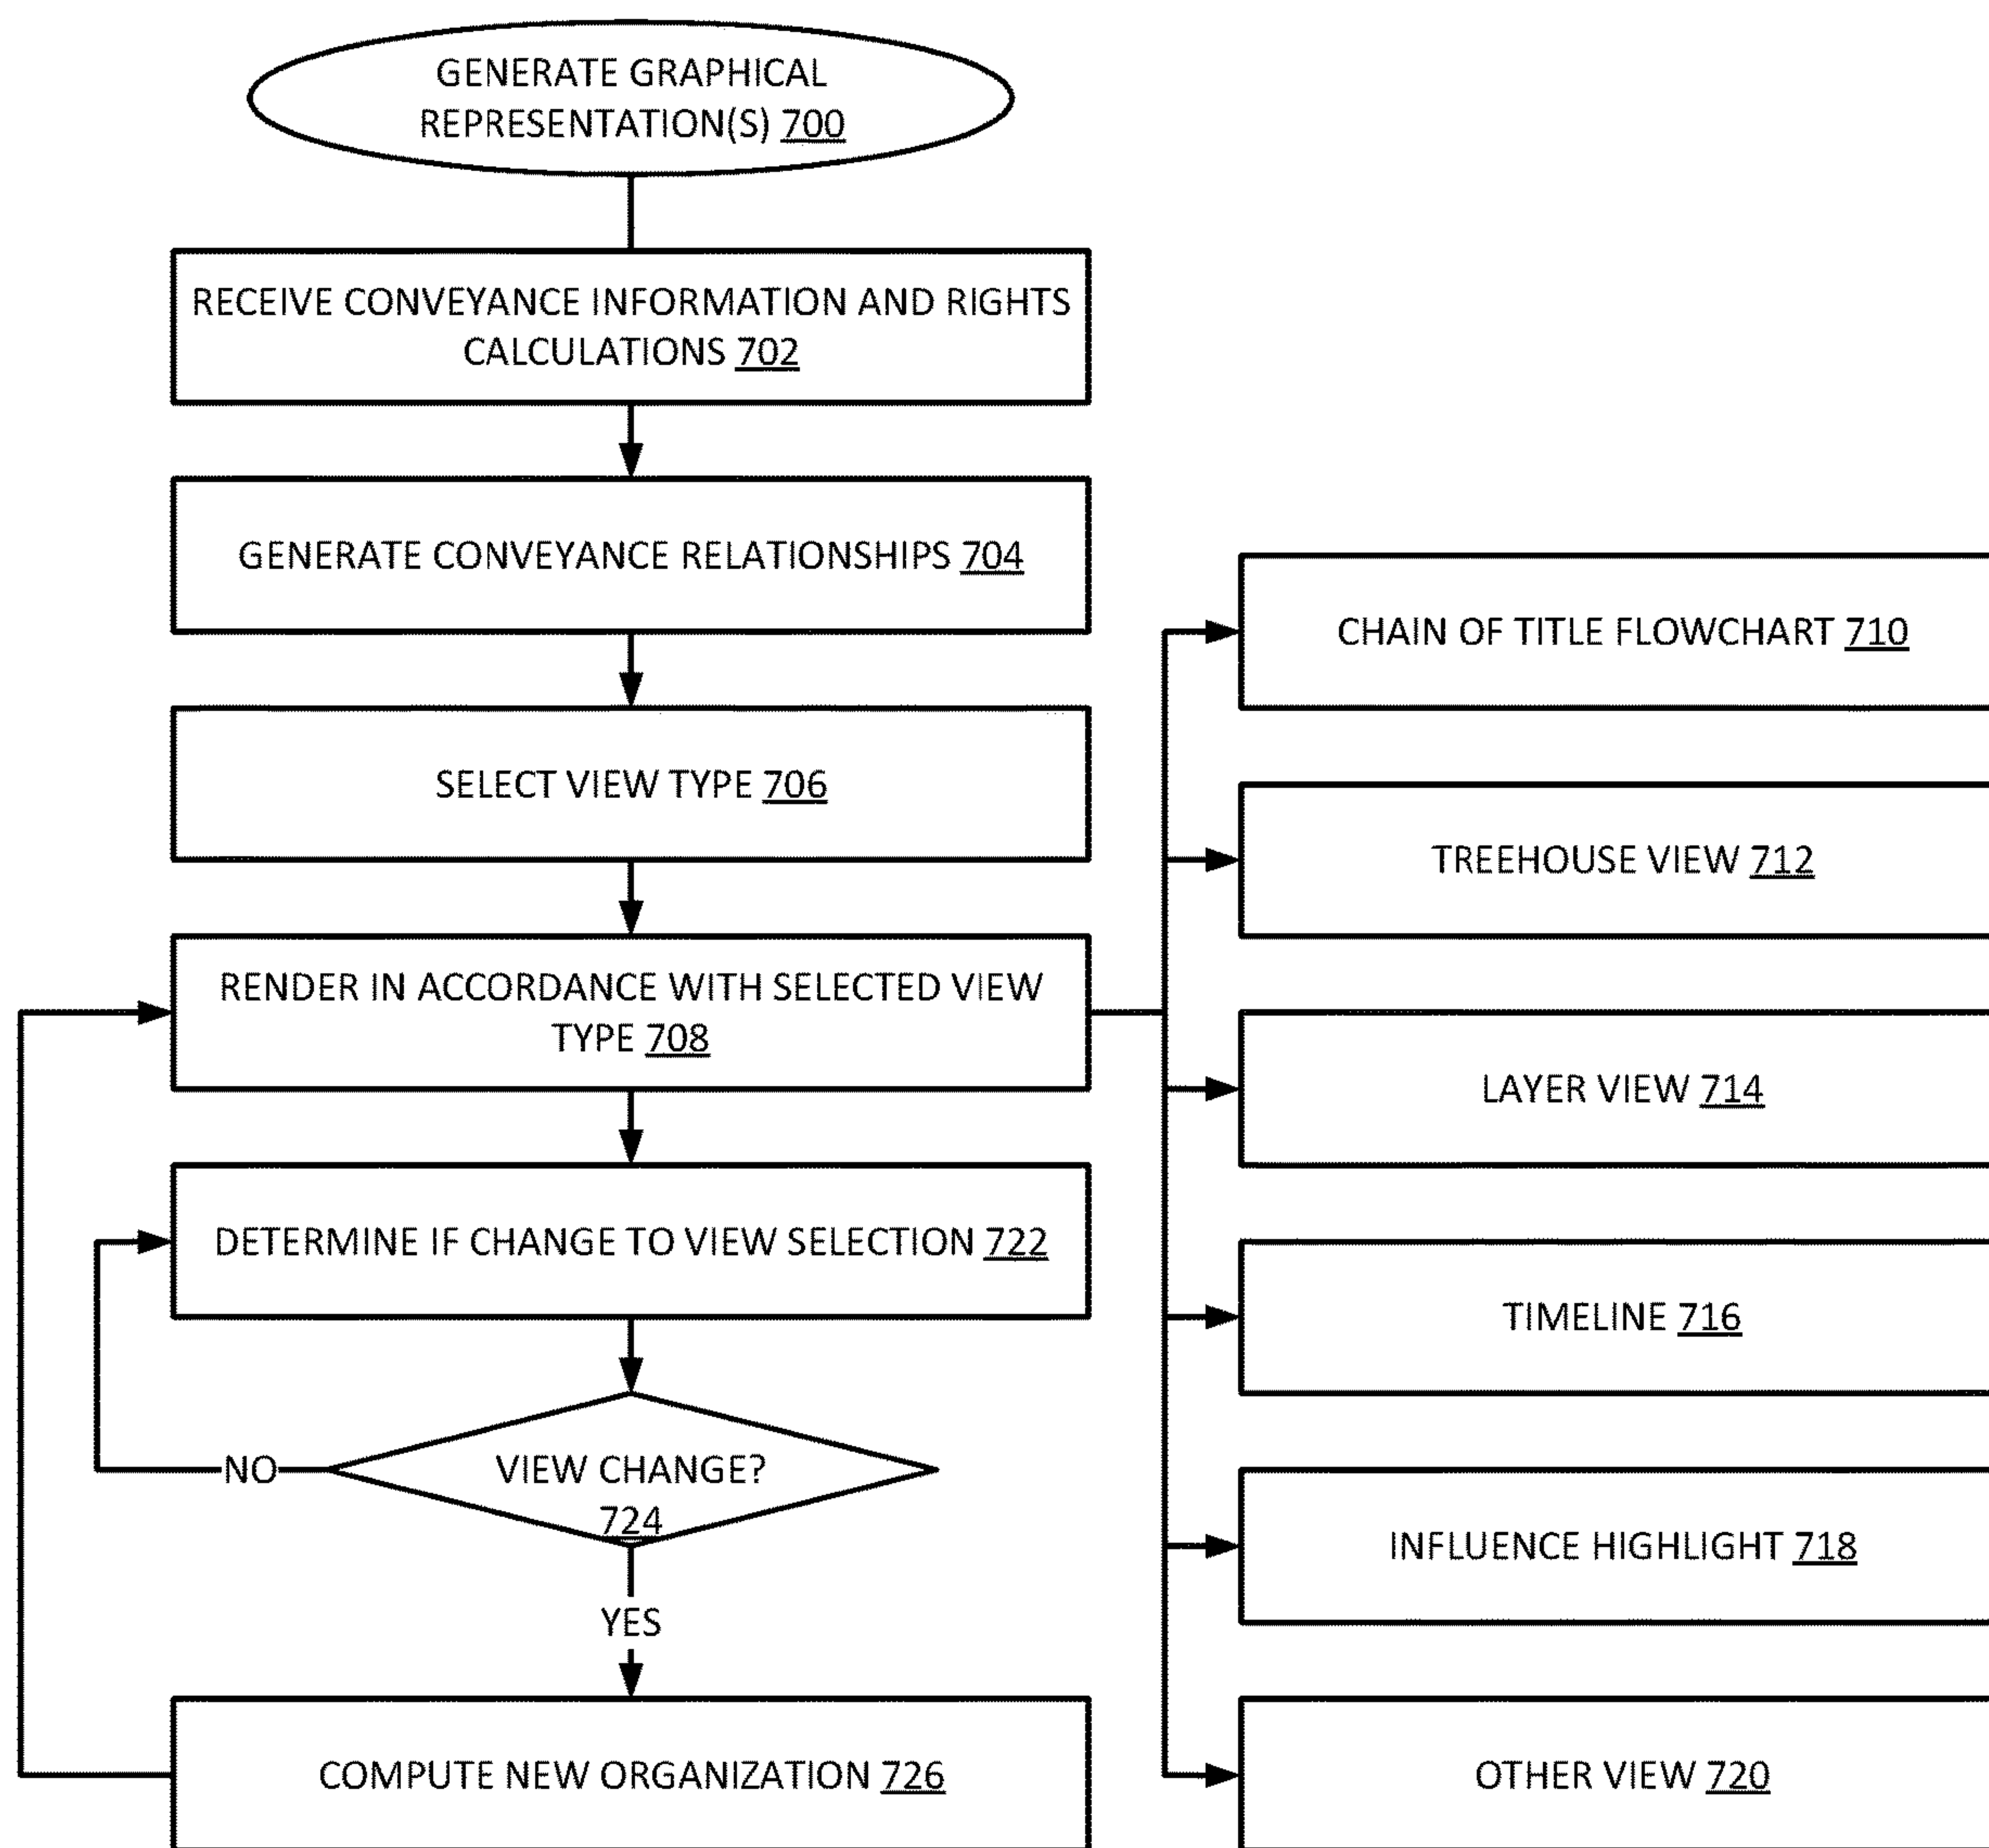 GENERATE GRAPHICAL
REPRESENTATION(S) 700
RECEIVE CONVEYANCE INFORMATION AND RIGHTS
CALCULATIONS 702
GENERATE CONVEYANCE RELATIONSHIPS 704
SELECT VIEW TYPE 706
RENDER IN ACCORDANCE WITH SELECTED VIEW
TYPE 708
DETERMINE IF CHANGE TO VIEW SELECTION 722
VIEW CHANGE?
724
NO
YES
COMPUTE NEW ORGANIZATION 726
CHAIN OF TITLE FLOWCHART 710
TREEHOUSE VIEW 712
LAYER VIEW 714
TIMELINE 716
INFLUENCE HIGHLIGHT 718
OTHER VIEW 720